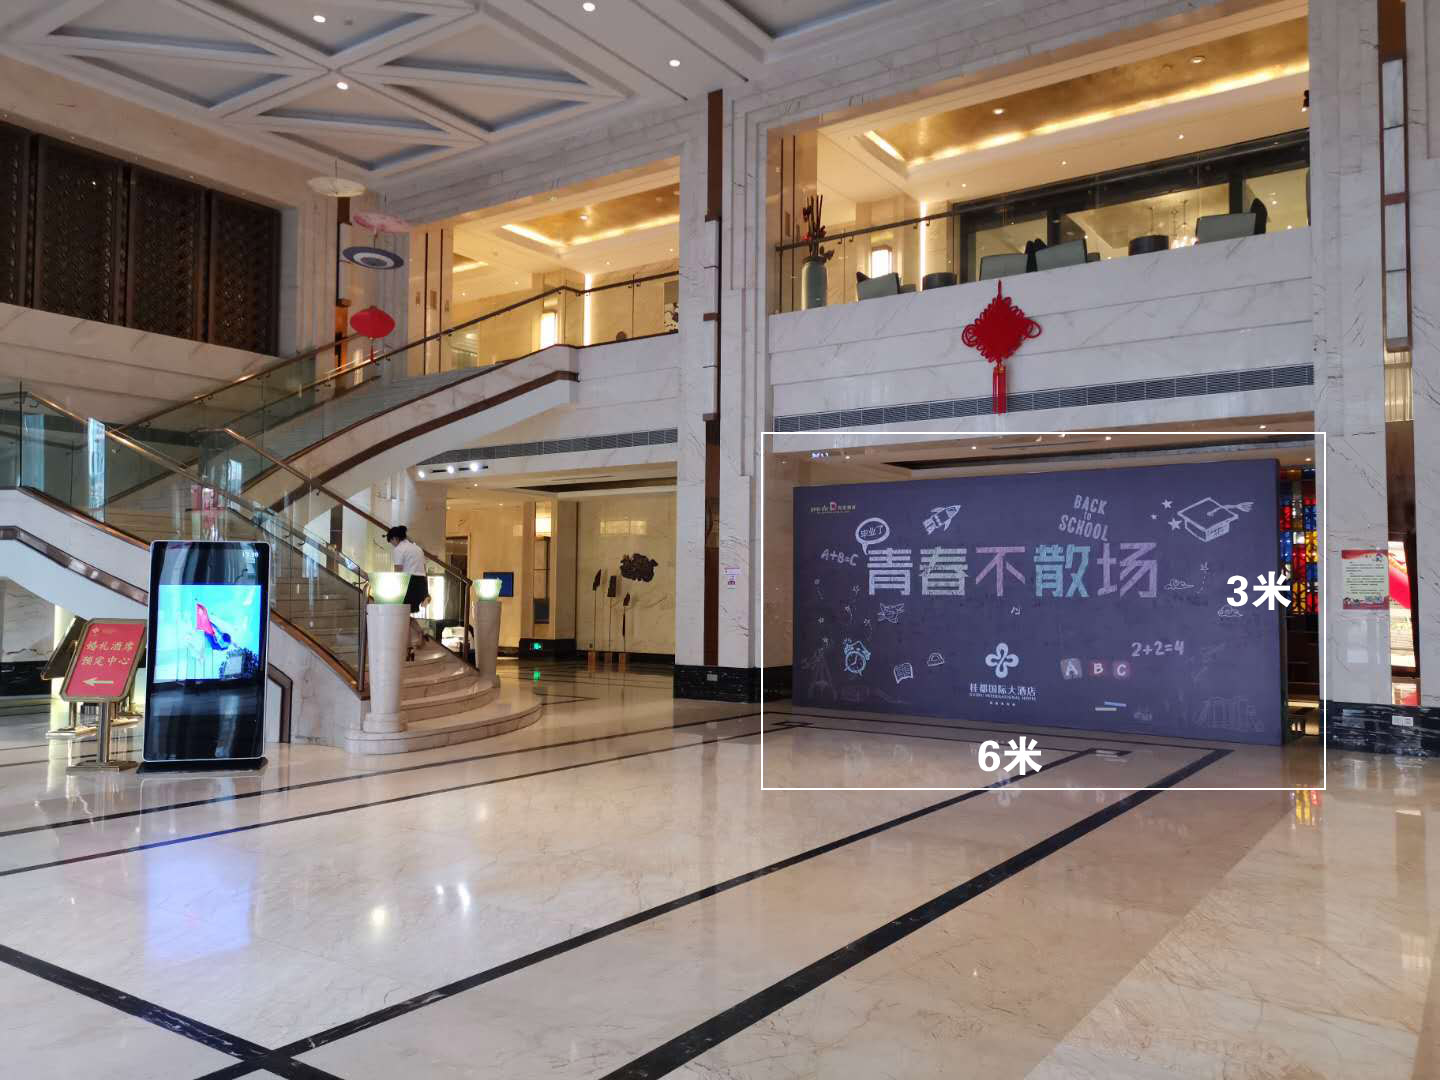 婚礼酒席
预定中心
毕业了
BACK
to
SCHOOL
A+B=C
青春不散场
3米
2+2=4
A B C
桂都国际大酒店
6米